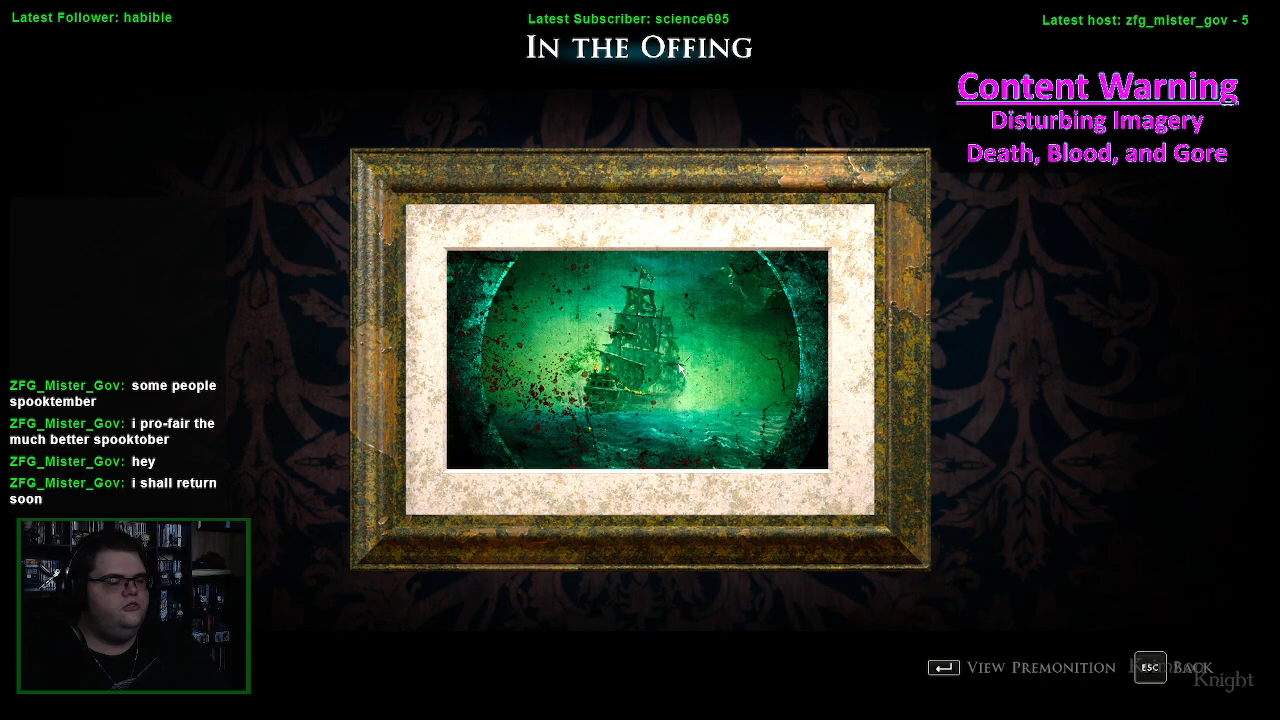 Latest Follower: habible
Latest Subscriber: science695
Latest host: zfg_mister_gov - 5
In the Offing
Content Warning
Disturbing Imagery
Death, Blood, and Gore
ZFG_Mister_Gov: some people
spooktember
ZFG_Mister_Gov: i pro-fair the
much better spooktober
ZFG_Mister_Gov: hey
ZFG_Mister_Gov: i shall return
soon
View Premonition
ESC
Back
Knight